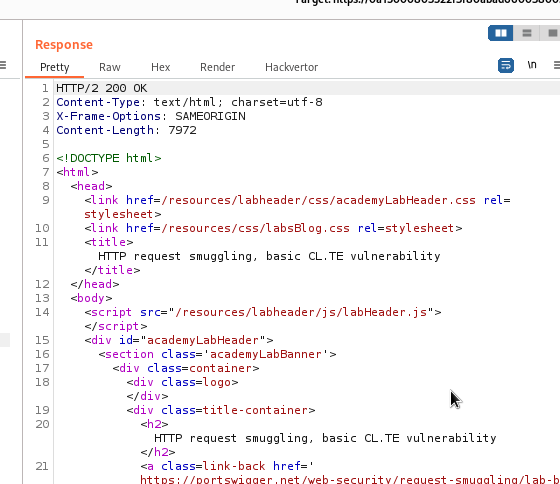 Response
Pretty Raw Hex Render Hackvertor
\n
1 HTTP/2 200 OK
2 Content-Type: text/html; charset=utf-8
3 X-Frame-Options: SAMEORIGIN
4 Content-Length: 7972
5
6 <!DOCTYPE html>
7 <html>
8 <head>
9 <link href=/resources/labheader/css/academyLabHeader.css rel=
stylesheet>
10 <link href=/resources/css/labsBlog.css rel=stylesheet>
11 <title>
HTTP request smuggling, basic CL.TE vulnerability
</title>
12 </head>
13 <body>
14 <script src="/resources/labheader/js/labHeader.js">
</script>
15 <div id="academyLabHeader">
16 <section class='academyLabBanner'>
17 <div class=container>
18 <div class=logo>
</div>
19 <div class=title-container>
20 <h2>
HTTP request smuggling, basic CL.TE vulnerability
</h2>
21 <a class=link-back href='
https://portswigger.net/web-security/request-smuggling/lab-b